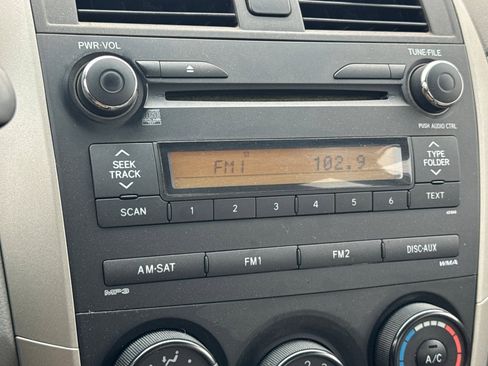 PWR•VOL
TUNE•FILE
PUSH AUDIO CTRL
SEEK TRACK
FM1 102.9
TYPE FOLDER
SCAN
1 2 3 4 5 6
TEXT
AM•SAT
FM1
FM2
DISC•AUX
MP3
WMA
A/C